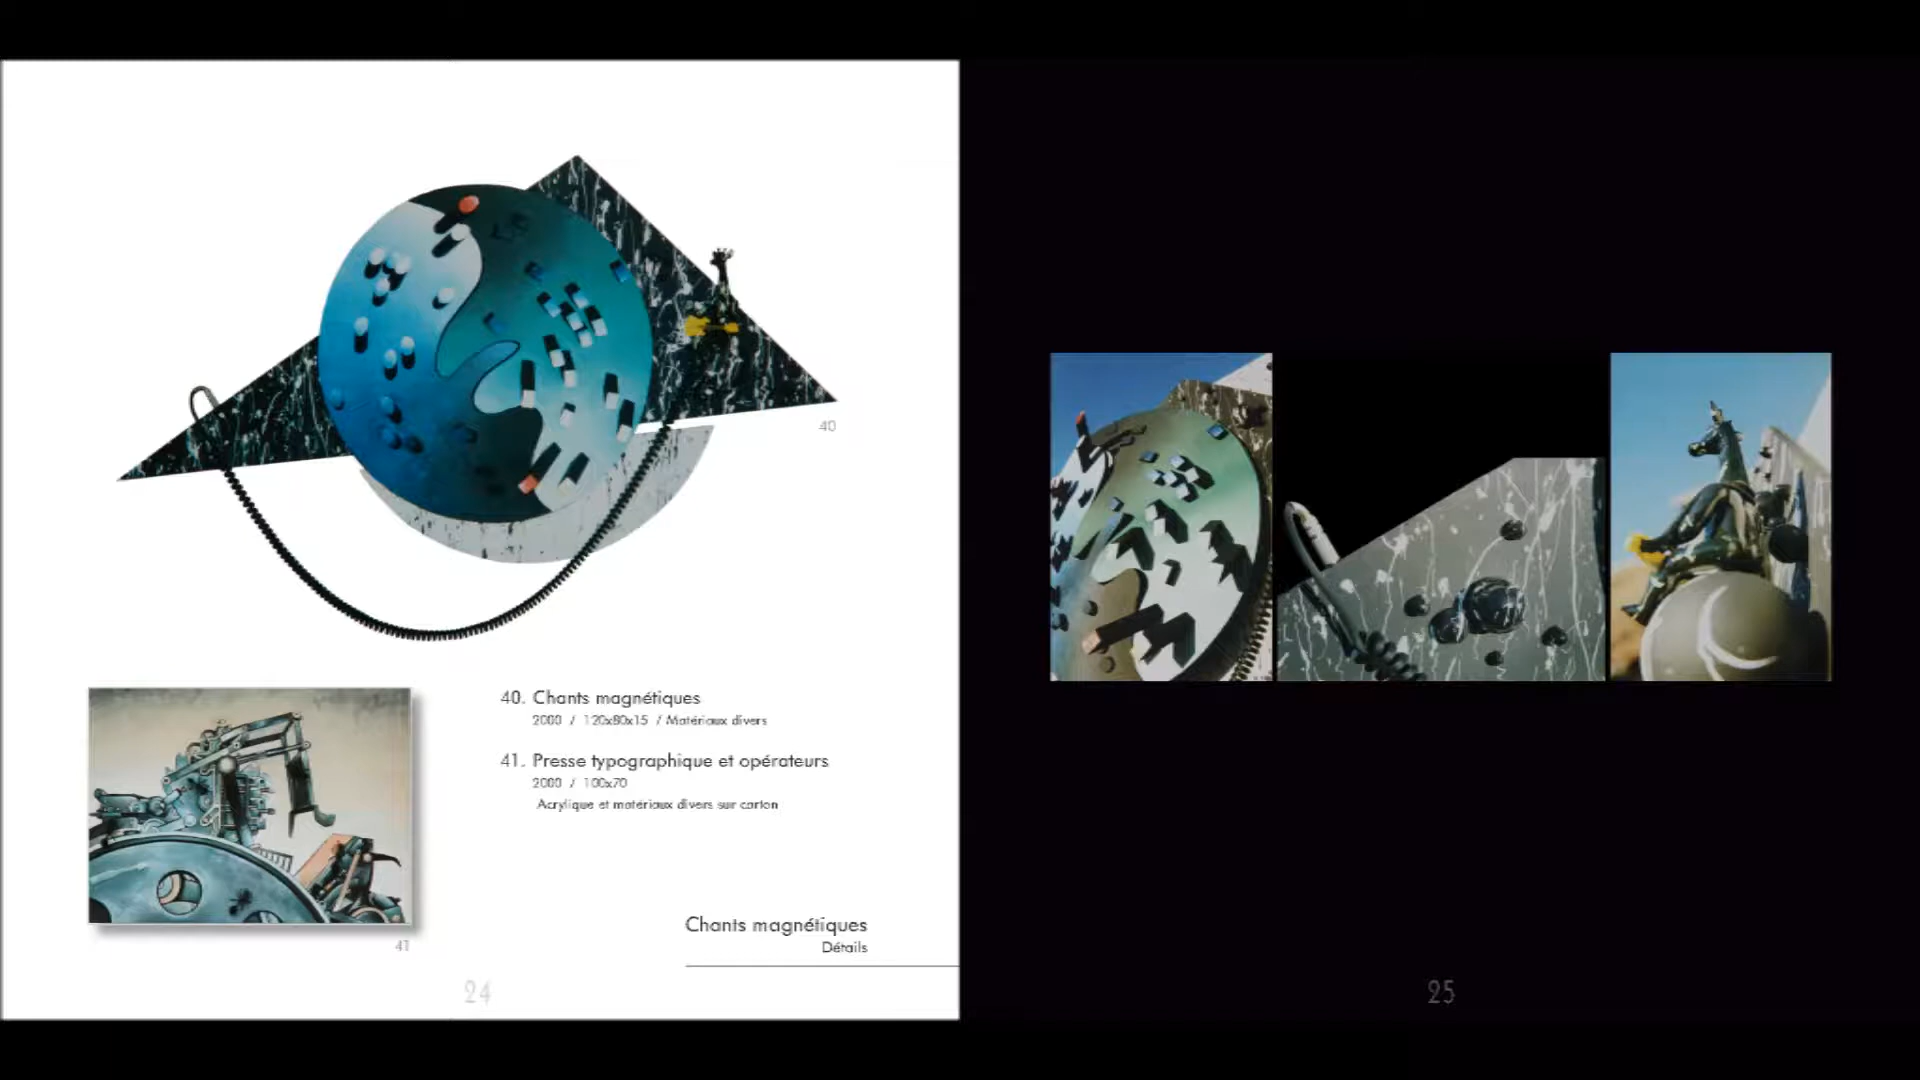 40
40. Chants magnétiques
2000 / 120x80x15 / Matériaux divers
41. Presse typographique et opérateurs
2000 / 100x70
Acrylique et matériaux divers sur carton
41
Chants magnétiques
Détails
24
25